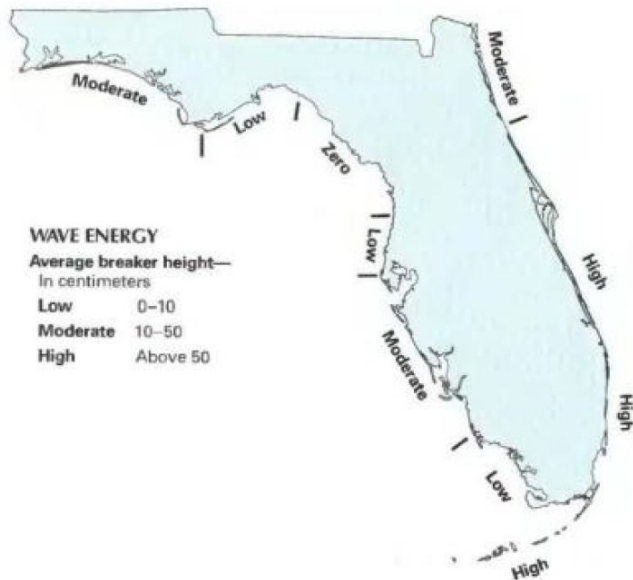 Moderate
Low
Zero
Low
Moderate
Low
Moderate
High
High
High
WAVE ENERGY
Average breaker height—
In centimeters
Low 0–10
Moderate 10–50
High Above 50